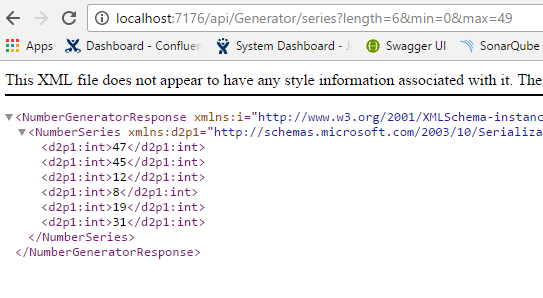 localhost:7176/api/Generator/series?length=6&min=0&max=49
Apps Dashboard - Confluen System Dashboard - Swagger UI SonarQube
This XML file does not appear to have any style information associated with it. The
<NumberGeneratorResponse xmlns:i="http://www.w3.org/2001/XMLSchema-instanc
<NumberSeries xmlns:d2p1="http://schemas.microsoft.com/2003/10/Serializa
<d2p1:int>47</d2p1:int>
<d2p1:int>45</d2p1:int>
<d2p1:int>12</d2p1:int>
<d2p1:int>8</d2p1:int>
<d2p1:int>19</d2p1:int>
<d2p1:int>31</d2p1:int>
</NumberSeries>
</NumberGeneratorResponse>